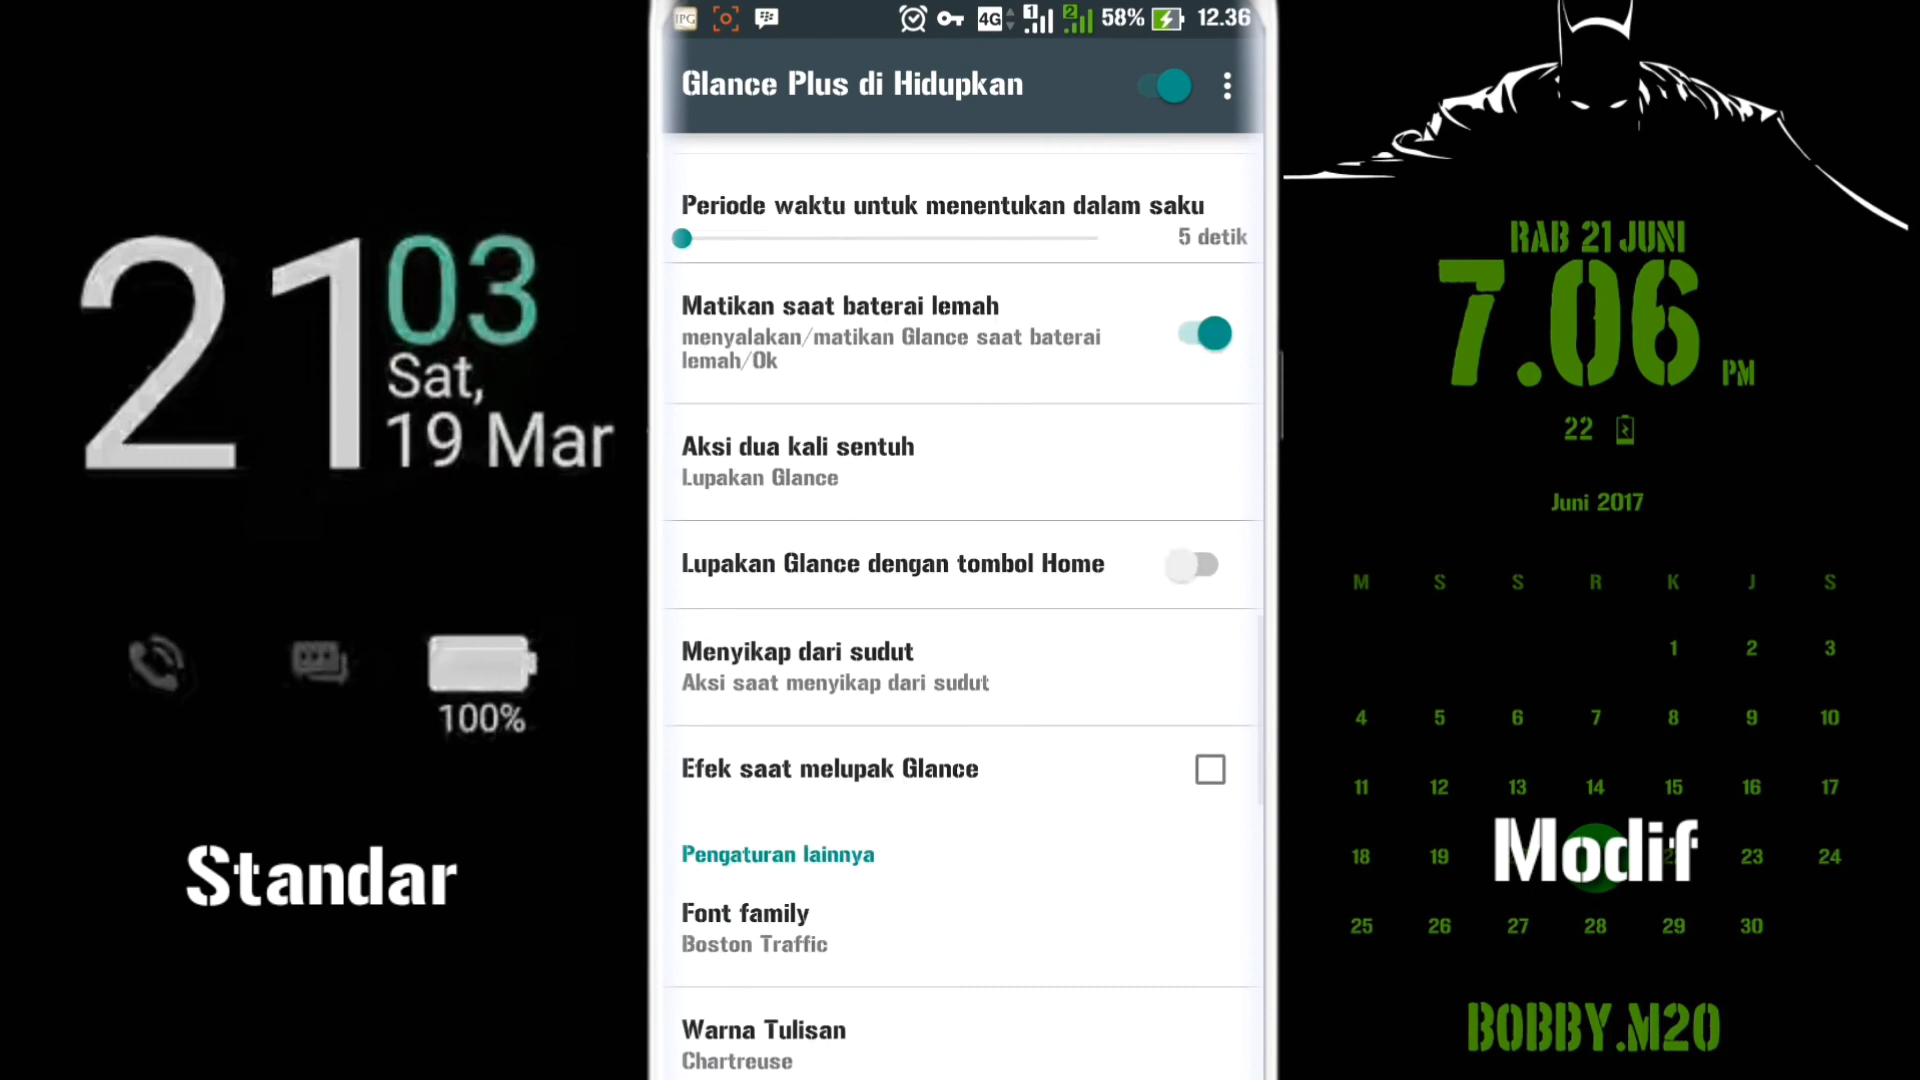 21
03
Sat,
19 Mar
100%
Standar
IPG
4G
1
2
58%
12.36
Glance Plus di Hidupkan
Periode waktu untuk menentukan dalam saku
5 detik
Matikan saat baterai lemah
menyalakan/matikan Glance saat baterai
lemah/Ok
Aksi dua kali sentuh
Lupakan Glance
Lupakan Glance dengan tombol Home
Menyikap dari sudut
Aksi saat menyikap dari sudut
Efek saat melupak Glance
Pengaturan lainnya
Font family
Boston Traffic
Warna Tulisan
Chartreuse
RAB 21 JUNI
7.06 PM
22
Juni 2017
M S S R K J S
1 2 3
4 5 6 7 8 9 10
11 12 13 14 15 16 17
18 19 23 24
Modif
25 26 27 28 29 30
BOBBY.M20